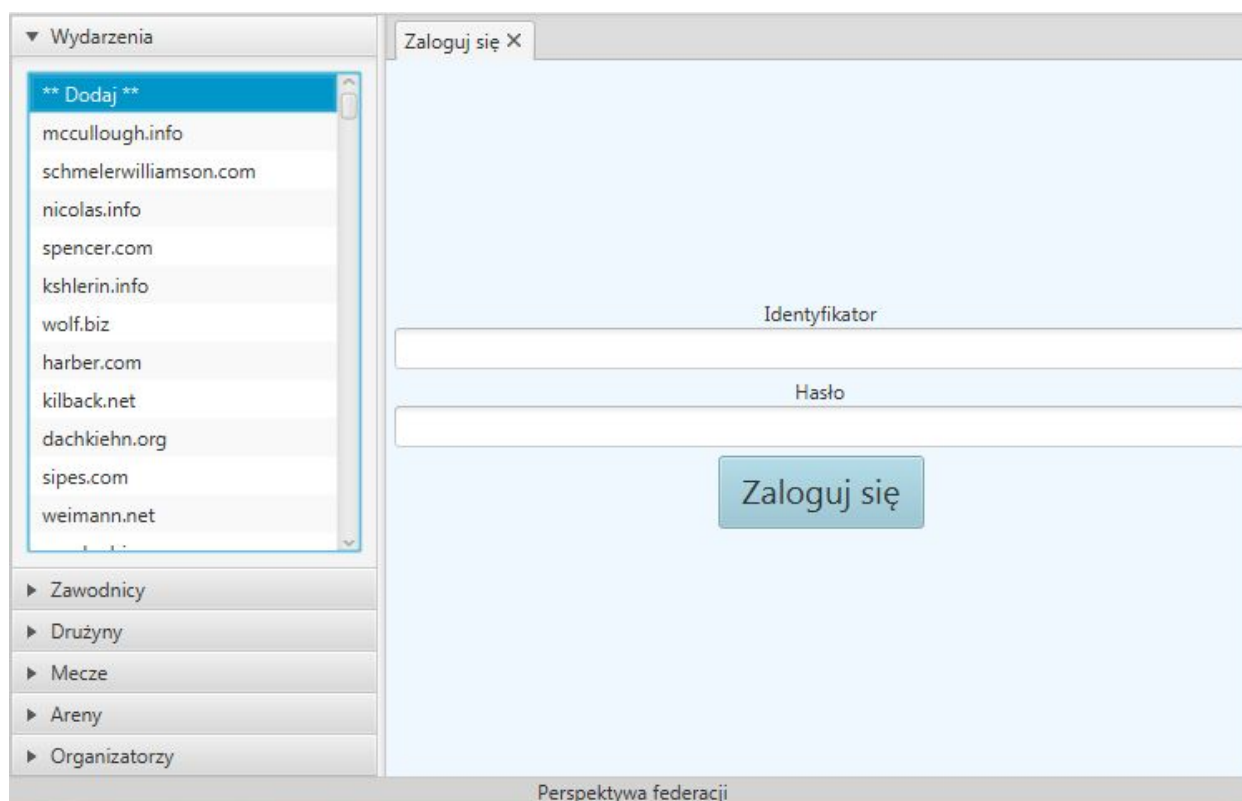 Wydarzenia
** Dodaj **
mccullough.info
schmelerwilliamson.com
nicolas.info
spencer.com
kshlerin.info
wolf.biz
harber.com
kilback.net
dachkiehn.org
sipes.com
weimann.net
Zawodnicy
Drużyny
Mecze
Areny
Organizatorzy
Zaloguj się
Identyfikator
Hasło
Zaloguj się
Perspektywa federacji